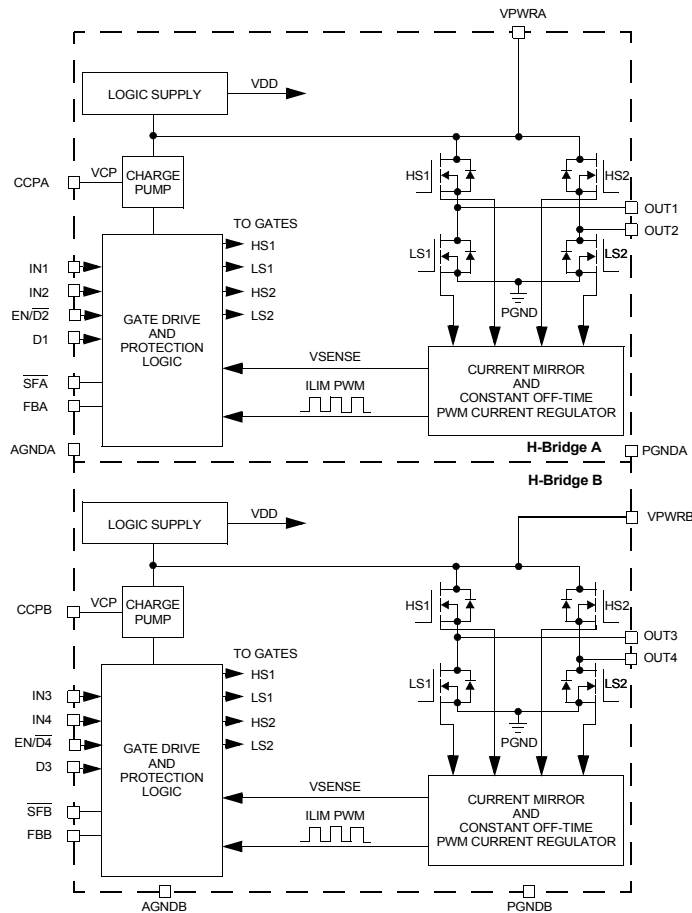 VPWRA
LOGIC SUPPLY
VDD
CCPA
VCP
CHARGE
PUMP
HS1
HS2
OUT1
OUT2
TO GATES
HS1
LS1
HS2
LS2
LS1
LS2
PGND
IN1
IN2
EN/D2
D1
SFA
FBA
GATE DRIVE
AND
PROTECTION
LOGIC
VSENSE
ILIM PWM
CURRENT MIRROR
AND
CONSTANT OFF-TIME
PWM CURRENT REGULATOR
AGNDA
H-Bridge A
PGNDA
H-Bridge B
LOGIC SUPPLY
VDD
VPWRB
CCPB
VCP
CHARGE
PUMP
HS1
HS2
OUT3
OUT4
TO GATES
HS1
LS1
HS2
LS2
LS1
LS2
PGND
IN3
IN4
EN/D4
D3
SFB
FBB
GATE DRIVE
AND
PROTECTION
LOGIC
VSENSE
ILIM PWM
CURRENT MIRROR
AND
CONSTANT OFF-TIME
PWM CURRENT REGULATOR
AGNDB
PGNDB